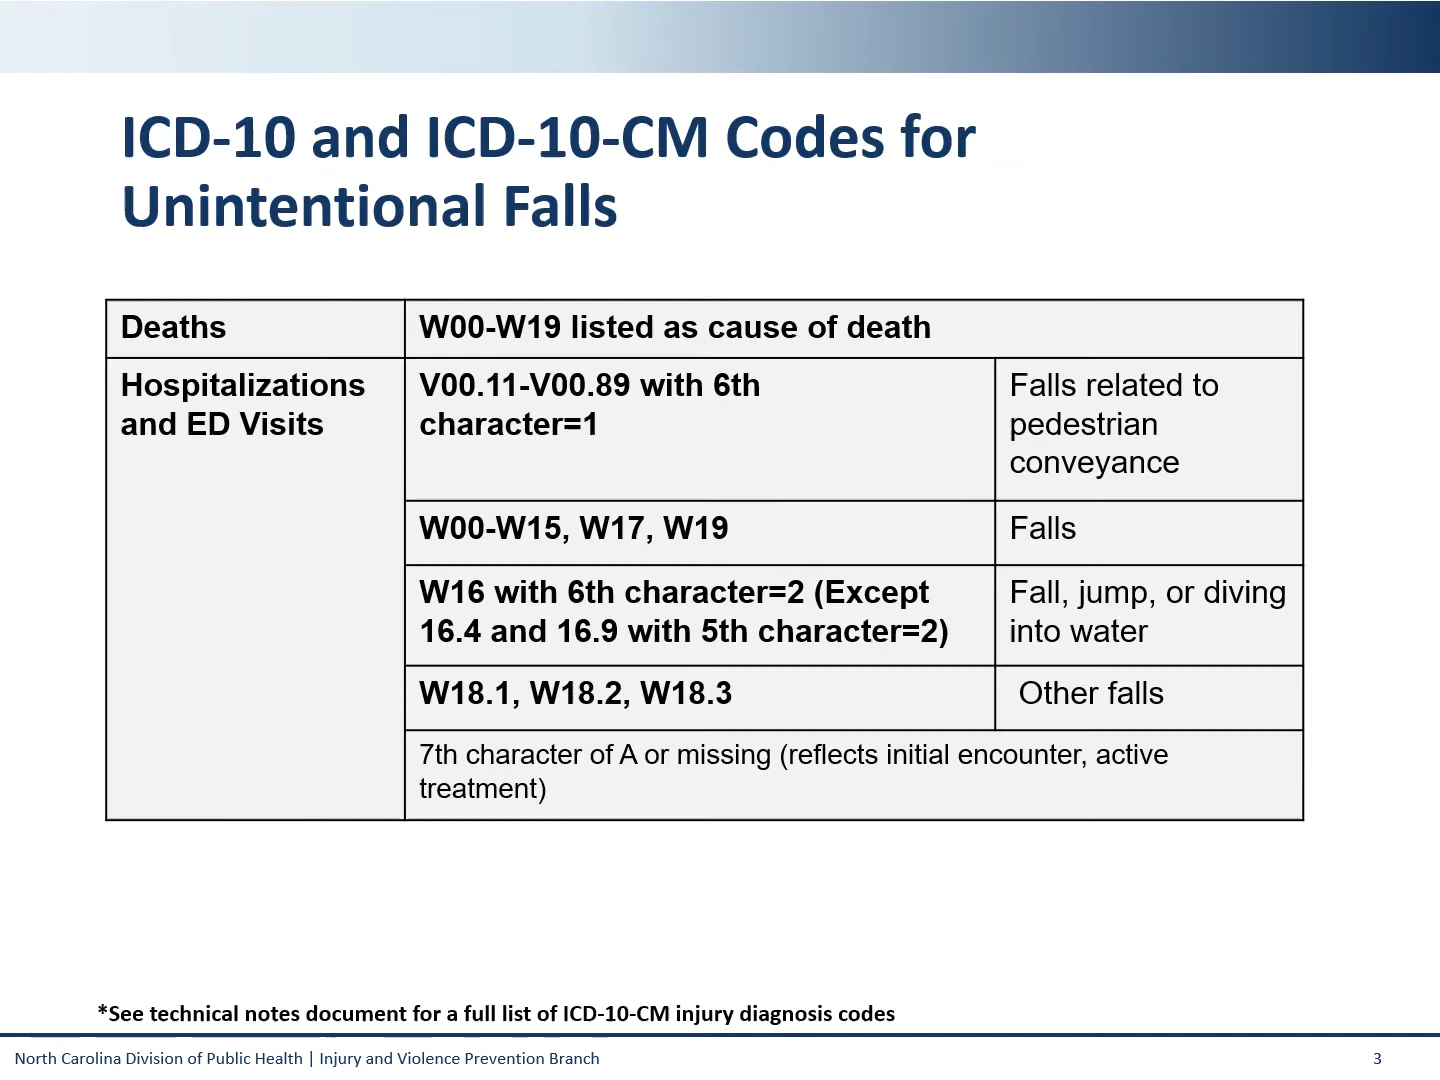 ICD-10 and ICD-10-CM Codes for
Unintentional Falls
Deaths
W00-W19 listed as cause of death
Hospitalizations
and ED Visits
V00.11-V00.89 with 6th
character=1
Falls related to
pedestrian
conveyance
W00-W15, W17, W19
Falls
W16 with 6th character=2 (Except
16.4 and 16.9 with 5th character=2)
Fall, jump, or diving
into water
W18.1, W18.2, W18.3
Other falls
7th character of A or missing (reflects initial encounter, active
treatment)
*See technical notes document for a full list of ICD-10-CM injury diagnosis codes
North Carolina Division of Public Health | Injury and Violence Prevention Branch
3